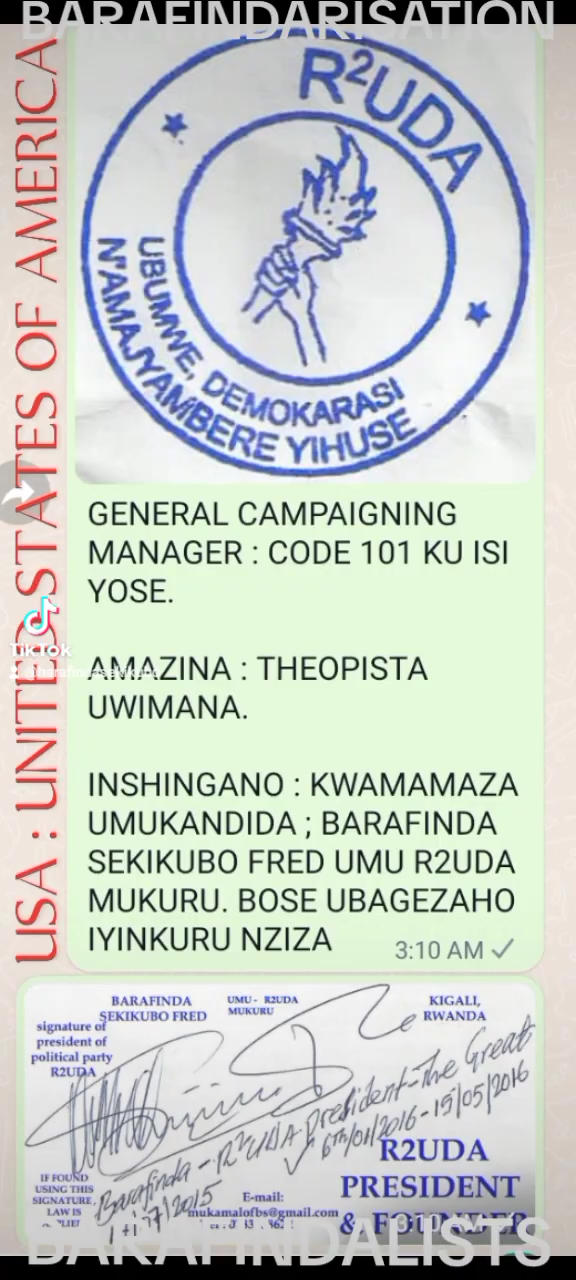 BARAFINDARISATION
USA : UNITED STATES OF AMERICA
R²UDA
UBUMWE, DEMOKARASI
N'AMAJYAMBERE YIHUSE
GENERAL CAMPAIGNING
MANAGER : CODE 101 KU ISI
YOSE.
TikTok
AMAZINA : THEOPISTA
UWIMANA.
INSHINGANO : KWAMAMAZA
UMUKANDIDA ; BARAFINDA
SEKIKUBO FRED UMU R2UDA
MUKURU. BOSE UBAGEZAHO
IYINKURU NZIZA
3:10 AM
BARAFINDA
SEKIKUBO FRED
UMU - R2UDA
MUKURU
KIGALI,
RWANDA
signature of
president of
political party
R2UDA
Barafinda - R²UDA President - The Great
6th/01/2016 - 15/05/2016
IF FOUND
USING THIS
SIGNATURE,
LAW IS
E-mail:
mukamalofbs@gmail.com
R2UDA
PRESIDENT
& FOUNDER
3:10 AM
BARAFINDALISTS